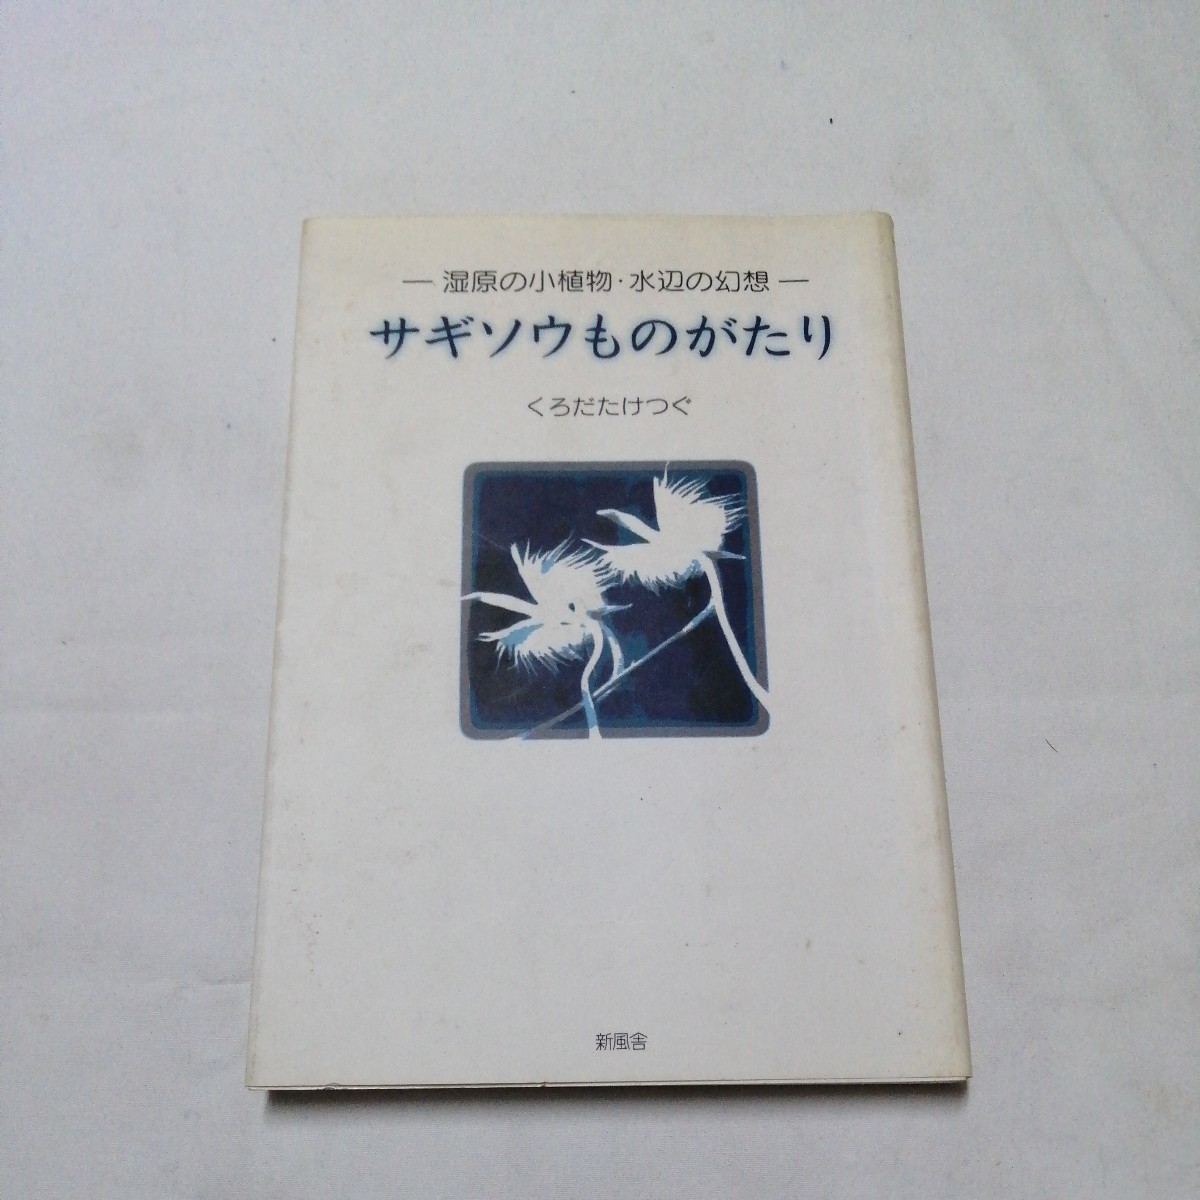 — 湿原の小植物・水辺の幻想 —
サギソウものがたり
くろだたけつぐ
新風舎